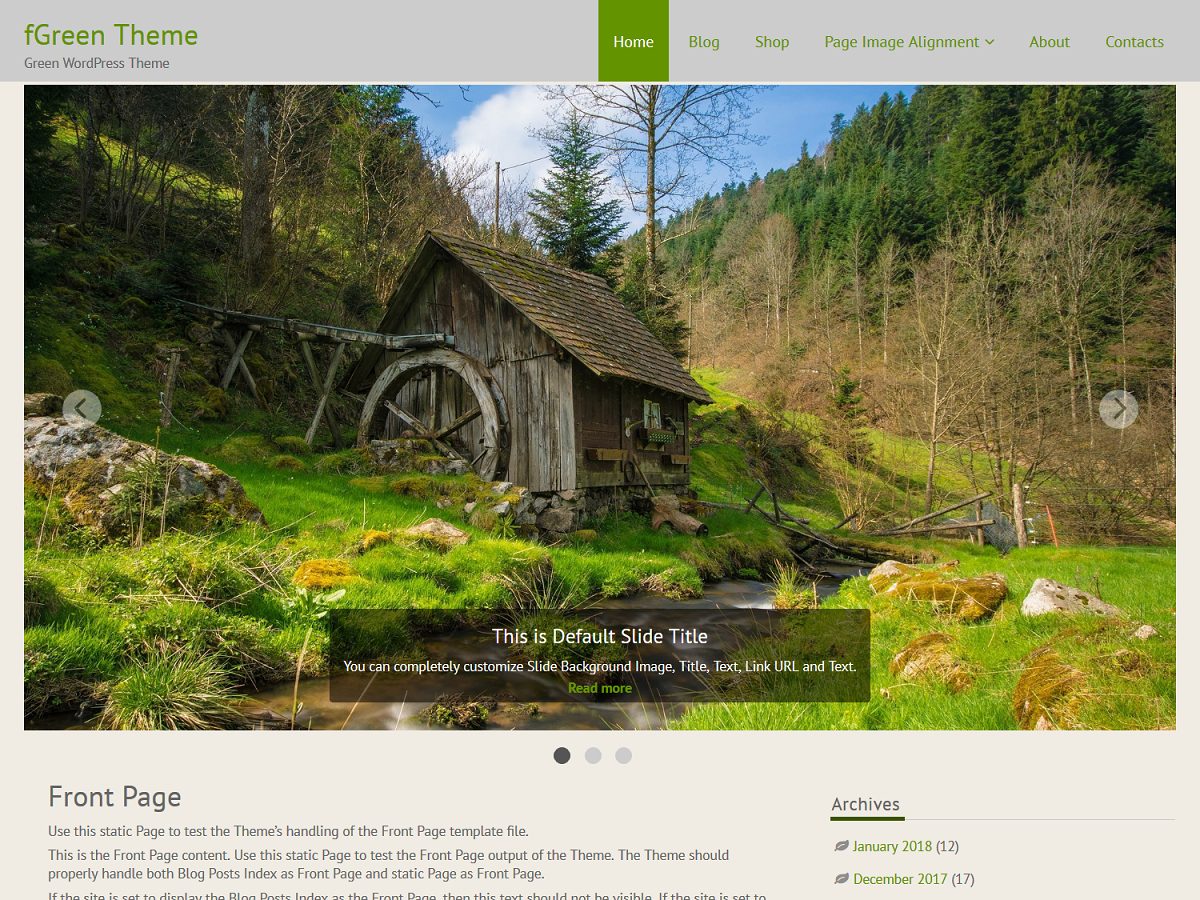 fGreen Theme
Green WordPress Theme
Home
Blog
Shop
Page Image Alignment
About
Contacts
This is Default Slide Title
You can completely customize Slide Background Image, Title, Text, Link URL and Text.
Read more
Front Page
Use this static Page to test the Theme's handling of the Front Page template file.
This is the Front Page content. Use this static Page to test the Front Page output of the Theme. The Theme should
properly handle both Blog Posts Index as Front Page and static Page as Front Page.
If the site is set to display the Blog Posts Index as the Front Page, then this text should not be visible. If the site is set to
Archives
January 2018 (12)
December 2017 (17)